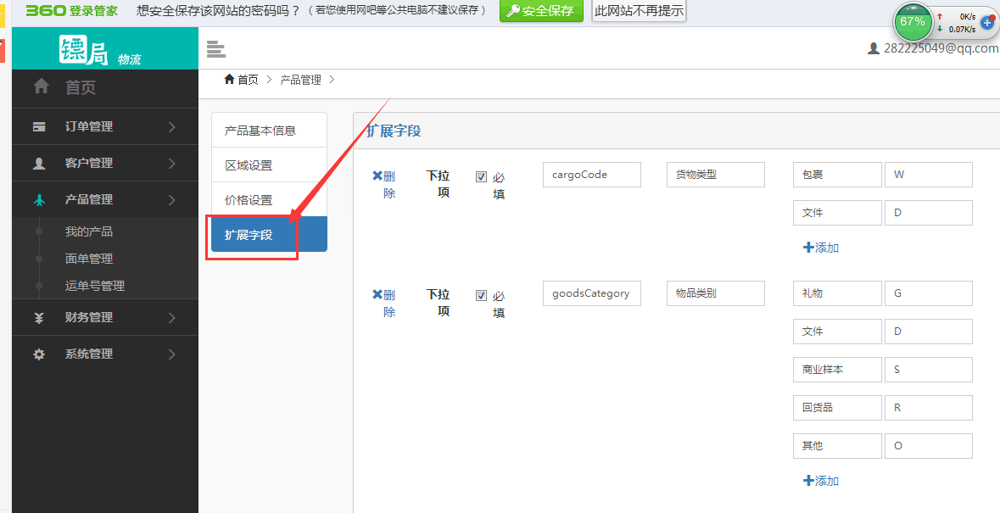 360登录管家 想安全保存该网站的密码吗？（若您使用网吧等公共电脑不建议保存） 安全保存 此网站不再提示
67% 0K/s
0.07K/s
镖局 物流
282225049@qq.com
首页 产品管理
首页
订单管理
客户管理
产品管理
我的产品
面单管理
运单号管理
财务管理
系统管理
产品基本信息
区域设置
价格设置
扩展字段
扩展字段
删除 下拉项 必填 cargoCode 货物类型 包裹 W
文件 D
添加
删除 下拉项 必填 goodsCategory 物品类别 礼物 G
文件 D
商业样本 S
回货品 R
其他 O
添加